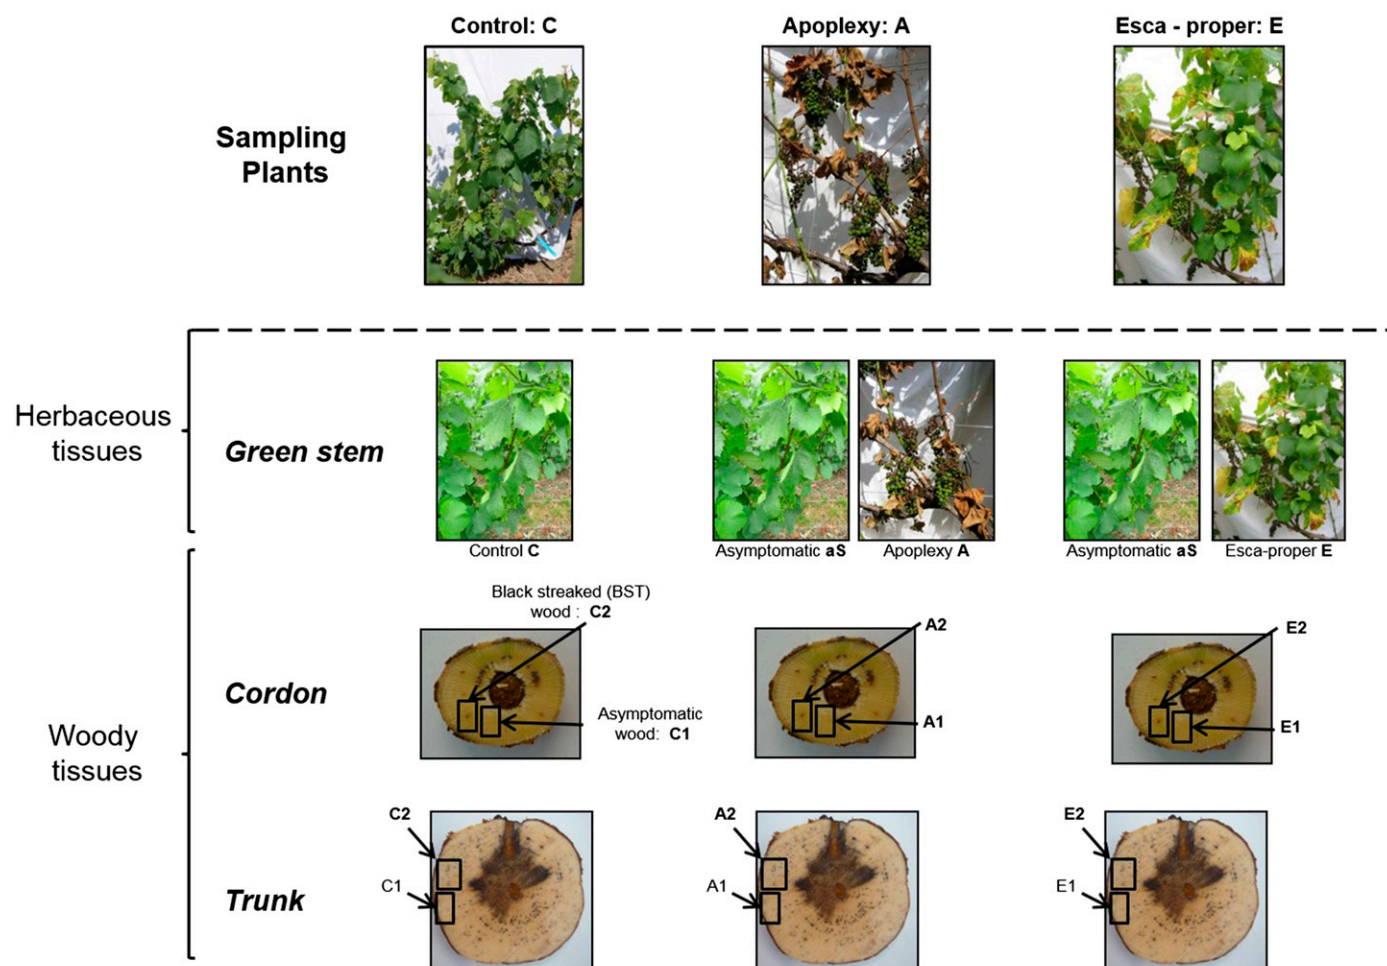 Control: C
Apoplexy: A
Esca - proper: E
Sampling
Plants
Herbaceous
tissues
Green stem
Control C
Asymptomatic aS
Apoplexy A
Asymptomatic aS
Esca-proper E
Woody
tissues
Cordon
Black streaked (BST)
wood : C2
Asymptomatic
wood: C1
A2
A1
E2
E1
Trunk
C2
C1
A2
A1
E2
E1